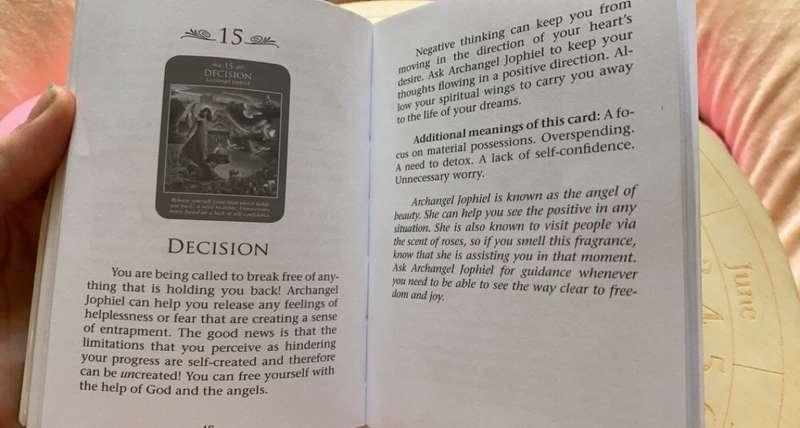 15
15
DECISION
Archangel Jophiel
DECISION
You are being called to break free of any-
thing that is holding you back! Archangel
Jophiel can help you release any feelings of
helplessness or fear that are creating a sense
of entrapment. The good news is that the
limitations that you perceive as hindering
your progress are self-created and therefore
can be uncreated! You can free yourself with
the help of God and the angels.
Negative thinking can keep you from
moving in the direction of your heart's
desire. Ask Archangel Jophiel to keep your
thoughts flowing in a positive direction. Al-
low your spiritual wings to carry you away
to the life of your dreams.
Additional meanings of this card: A fo-
cus on material possessions. Overspending.
A need to detox. A lack of self-confidence.
Unnecessary worry.
Archangel Jophiel is known as the angel of
beauty. She can help you see the positive in any
situation. She is also known to visit people via
the scent of roses, so if you smell this fragrance,
know that she is assisting you in that moment.
Ask Archangel Jophiel for guidance whenever
you need to be able to see the way clear to free-
dom and joy.
June
4
5